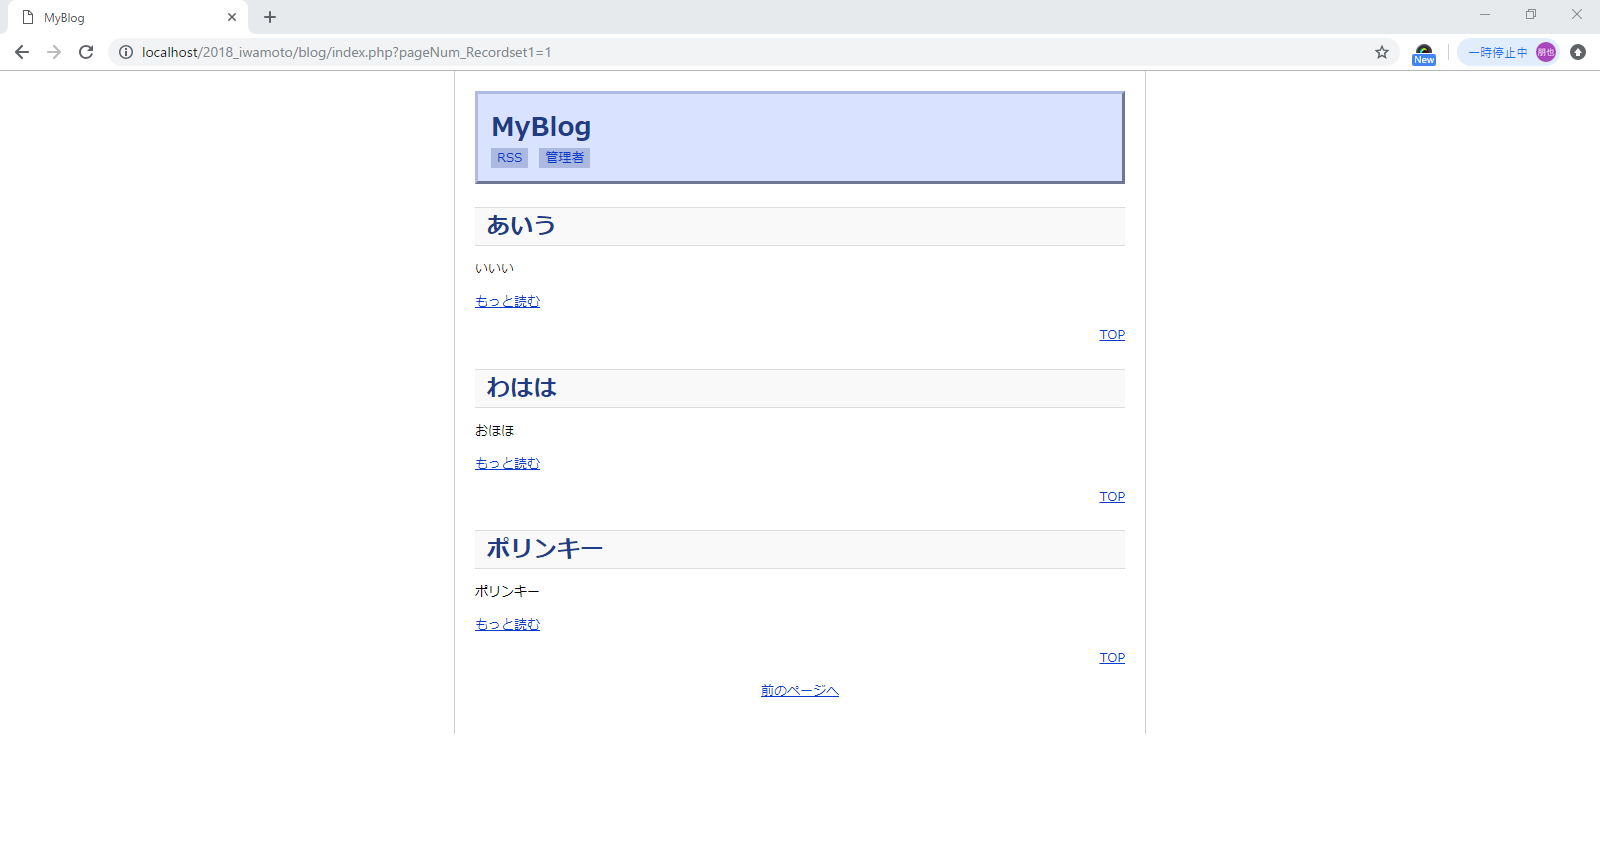 MyBlog
localhost/2018_iwamoto/blog/index.php?pageNum_Recordset1=1
New
一時停止中
朋也
MyBlog
RSS 管理者
あいう
いいい
もっと読む
TOP
わはは
おほほ
もっと読む
TOP
ポリンキー
ポリンキー
もっと読む
TOP
前のページへ